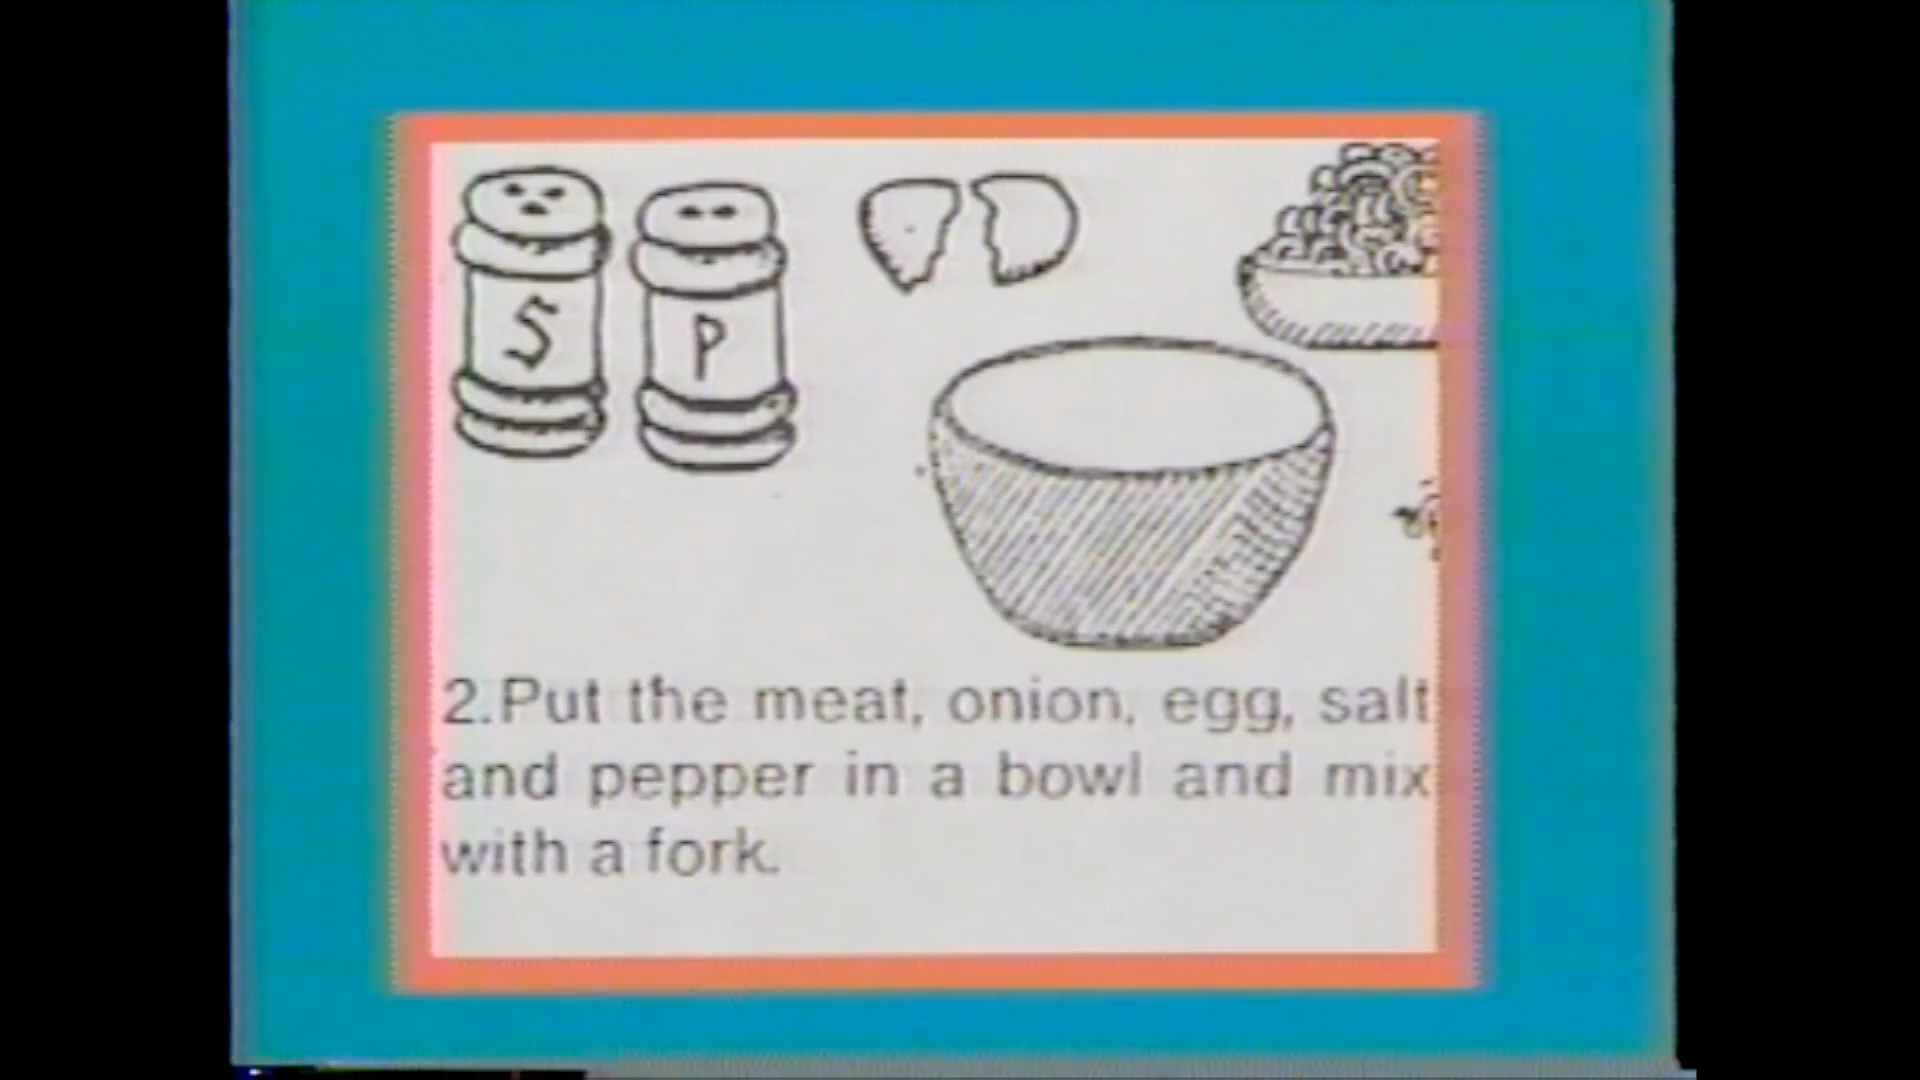 S P
2.Put the meat, onion, egg, salt
and pepper in a bowl and mix
with a fork.